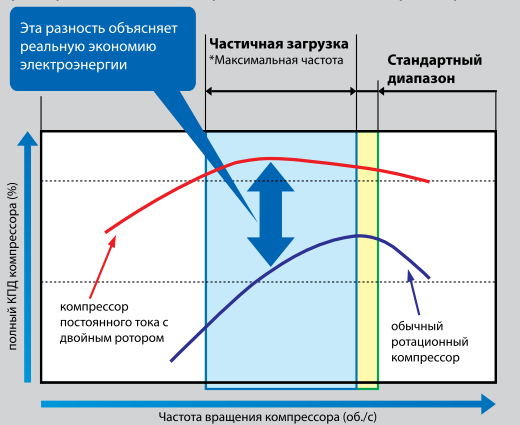 Эта разность объясняет
реальную экономию
электроэнергии
Частичная загрузка
*Максимальная частота
Стандартный
диапазон
полный КПД компрессора (%)
компрессор
постоянного тока с
двойным ротором
обычный
ротационный
компрессор
Частота вращения компрессора (об./с)